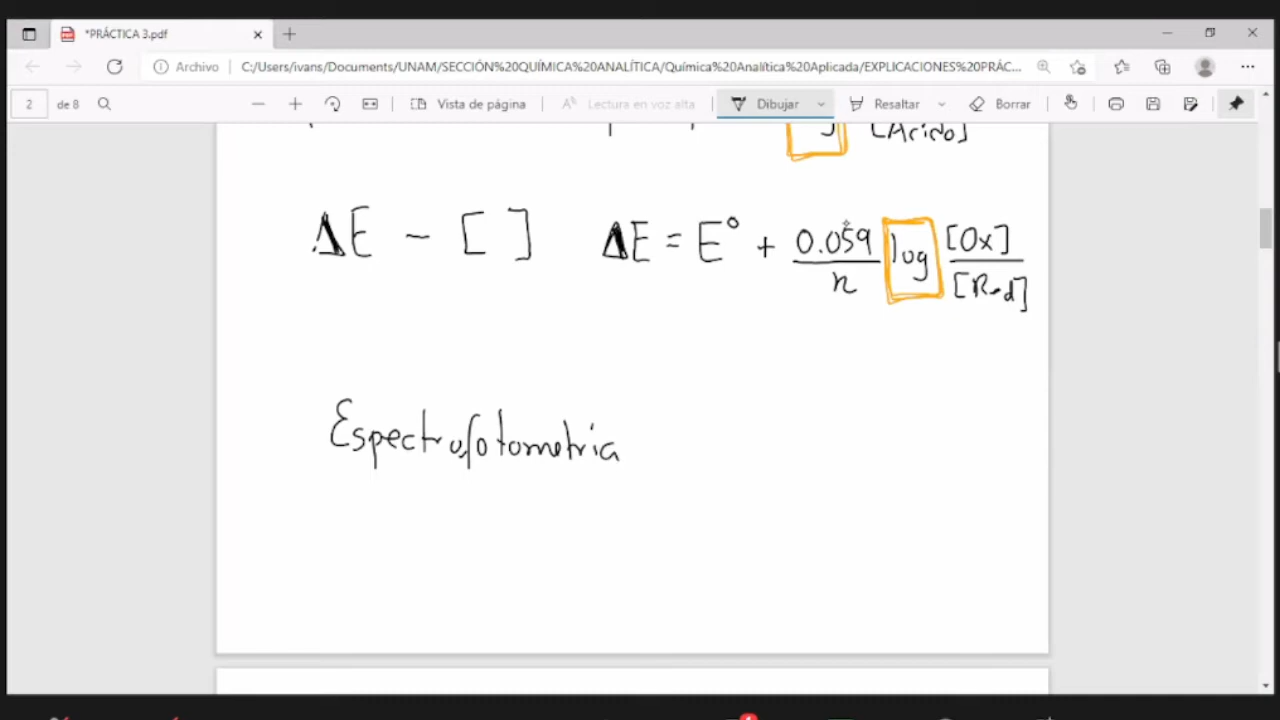 *PRÁCTICA 3.pdf
Archivo C:/Users/ivans/Documents/UNAM/SECCIÓN%20QUÍMICA%20ANALÍTICA/Química%20Analítica%20Aplicada/EXPLICACIONES%20PRÁC...
2 de 8 Vista de página Lectura en voz alta Dibujar Resaltar Borrar
[Ácido]
ΔE - [ ] ΔE = E° + 0.059/n log [Ox]/[Red]
Espectrofotometria